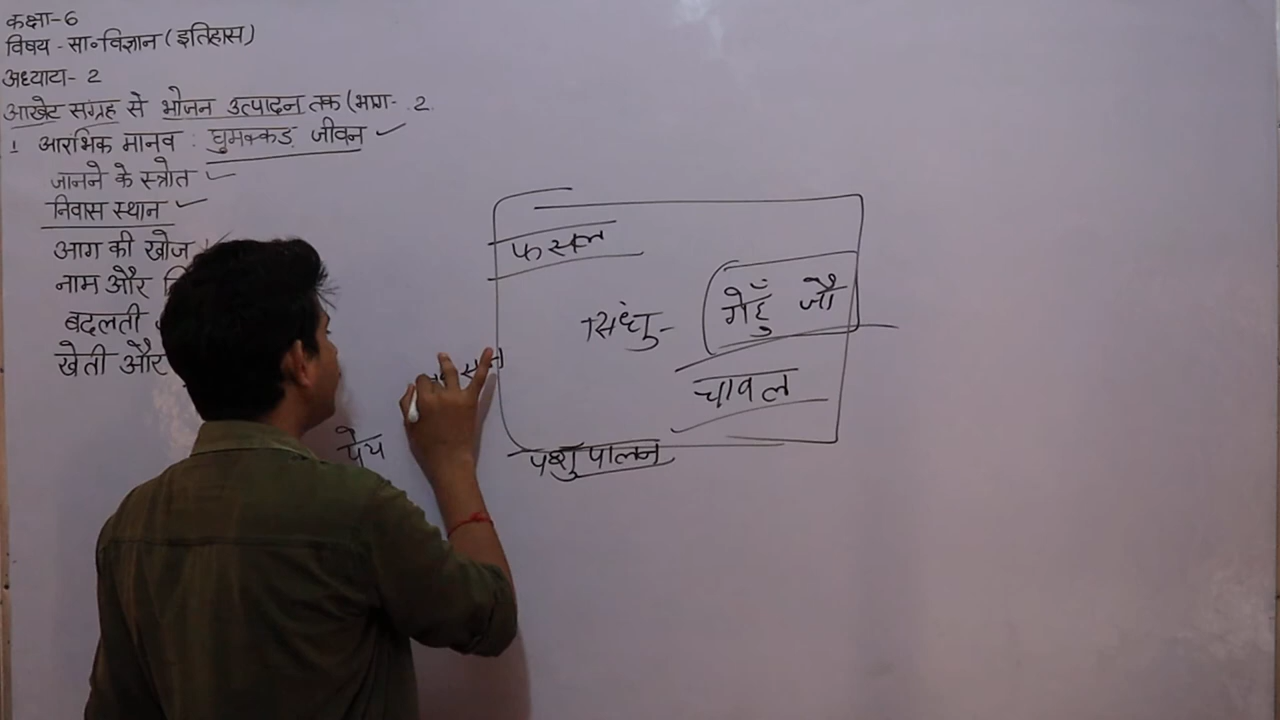 कक्षा-6
विषय - सा॰विज्ञान (इतिहास)
अध्याय - 2
आखेट संग्रह से भोजन उत्पादन तक (भाग- 2
1 आरंभिक मानव : घुमक्कड़ जीवन
जानने के स्त्रोत
निवास स्थान
आग की खोज
नाम और
बदलती
खेती और
फसल
सिंधु- गेहूँ जौ
चावल
पेय
पशुपालन